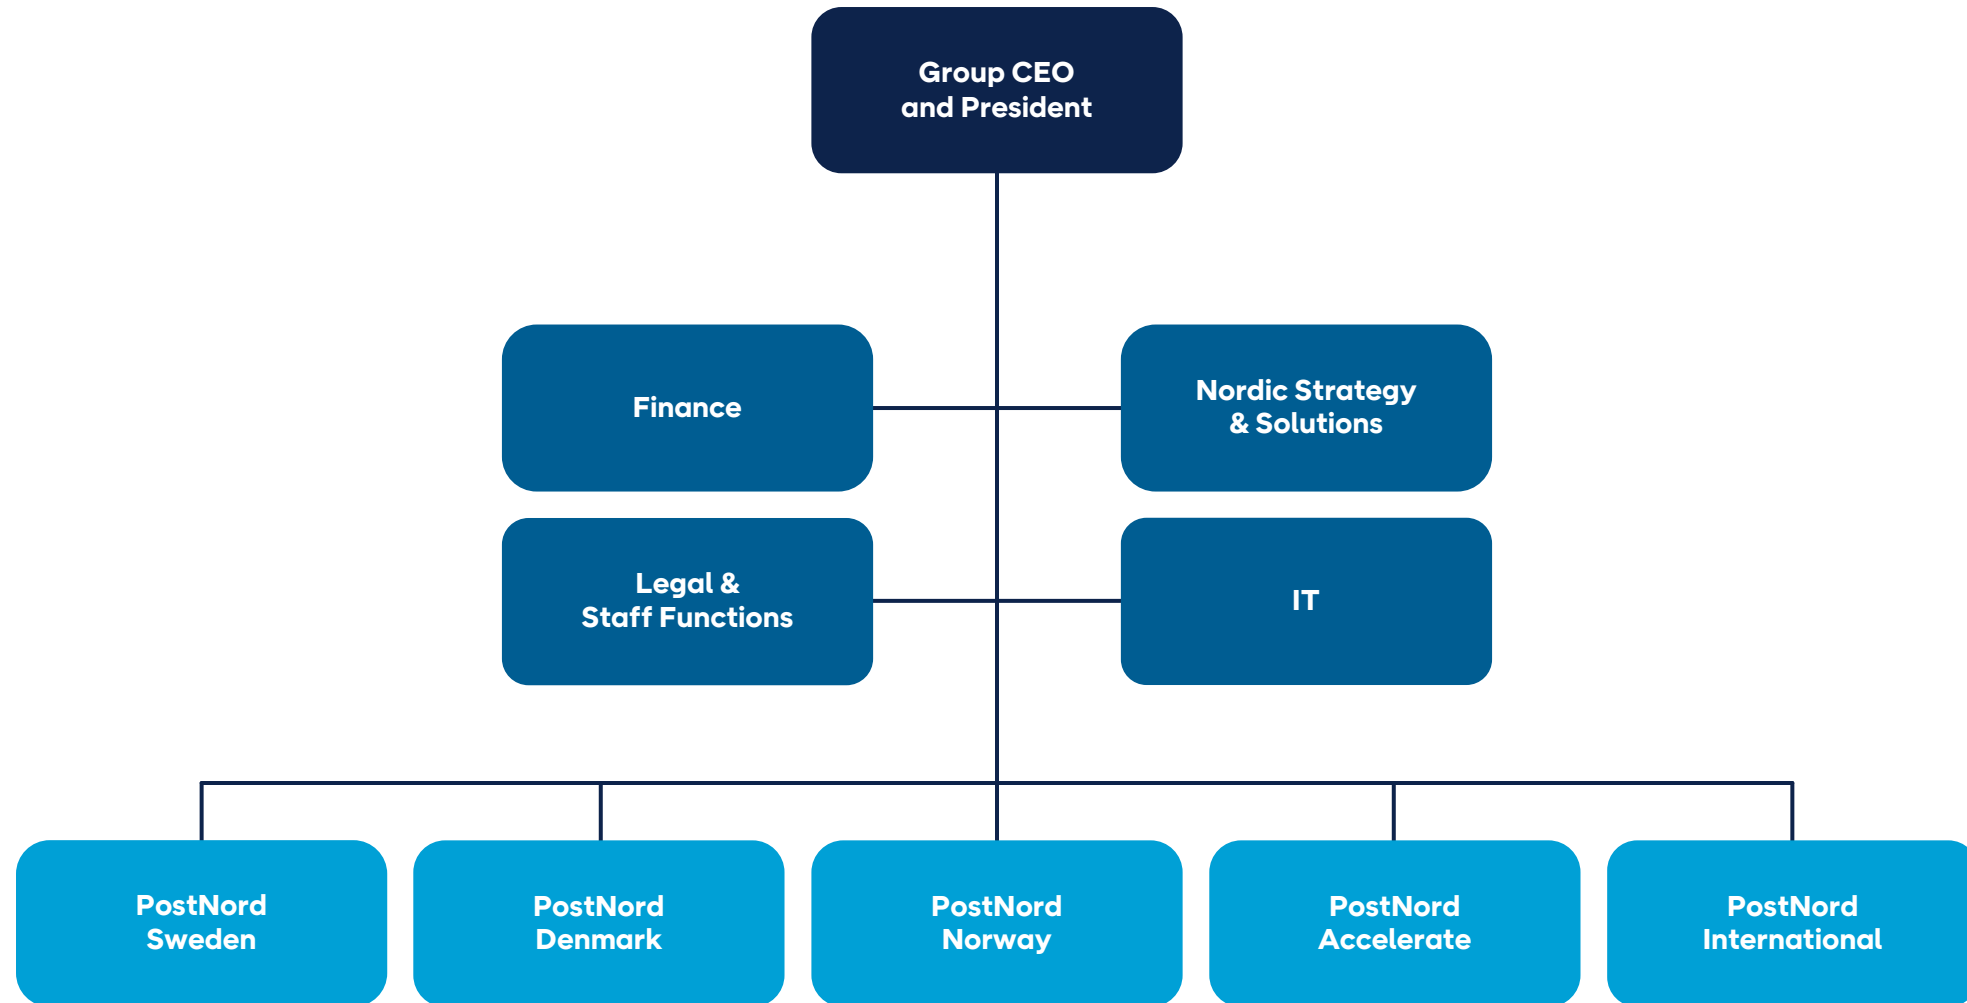 Group CEO
and President
Finance
Nordic Strategy
& Solutions
Legal &
Staff Functions
IT
PostNord
Sweden
PostNord
Denmark
PostNord
Norway
PostNord
Accelerate
PostNord
International